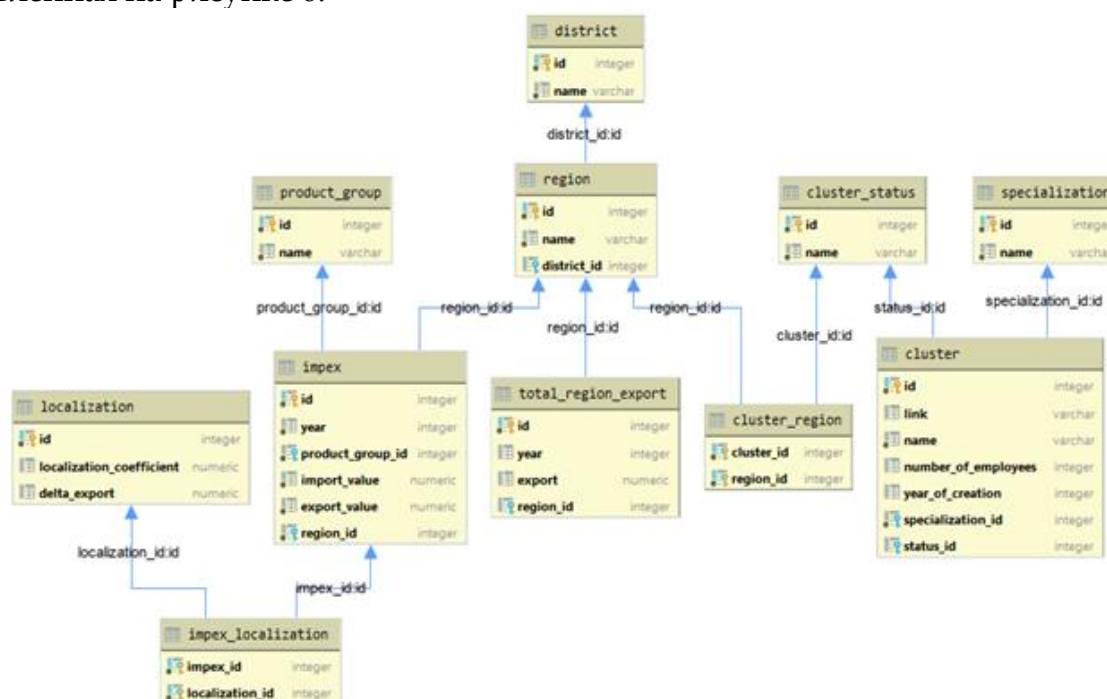 district
id integer
name varchar
district_id:id
product_group
id integer
name varchar
region
id integer
name varchar
district_id integer
cluster_status
id integer
name varchar
specialization
id intege
name varcha
product_group_id:id
region_id:id
region_id:id
region_id:id
cluster_id:id
status_id:id
specialization_id:id
impex
id integer
year integer
product_group_id integer
import_value numeric
export_value numeric
region_id integer
total_region_export
id integer
year integer
export numeric
region_id integer
cluster_region
cluster_id integer
region_id integer
cluster
id integer
link varchar
name varchar
number_of_employees integer
year_of_creation integer
specialization_id integer
status_id integer
localization
id integer
localization_coefficient numeric
delta_export numeric
localization_id:id
impex_id:id
impex_localization
impex_id integer
localization_id integer